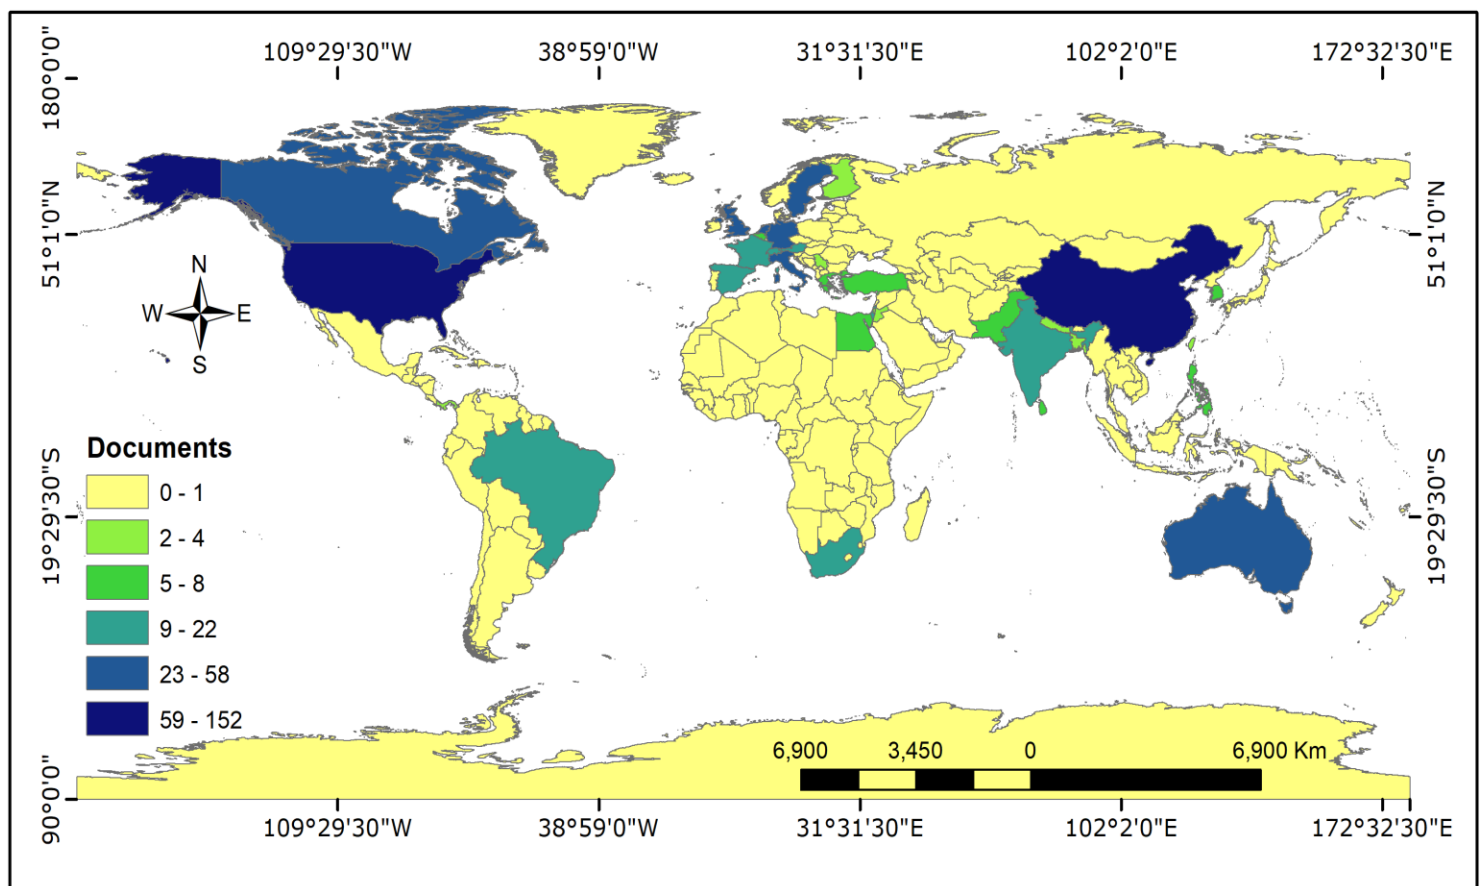 109°29'30"W 38°59'0"W 31°31'30"E 102°2'0"E 172°32'30"E
180°0'0"
51°1'0"N
19°29'30"S
90°0'0"
51°1'0"N
19°29'30"S
N
W E
S
Documents
0 - 1
2 - 4
5 - 8
9 - 22
23 - 58
59 - 152
6,900 3,450 0 6,900 Km
109°29'30"W 38°59'0"W 31°31'30"E 102°2'0"E 172°32'30"E